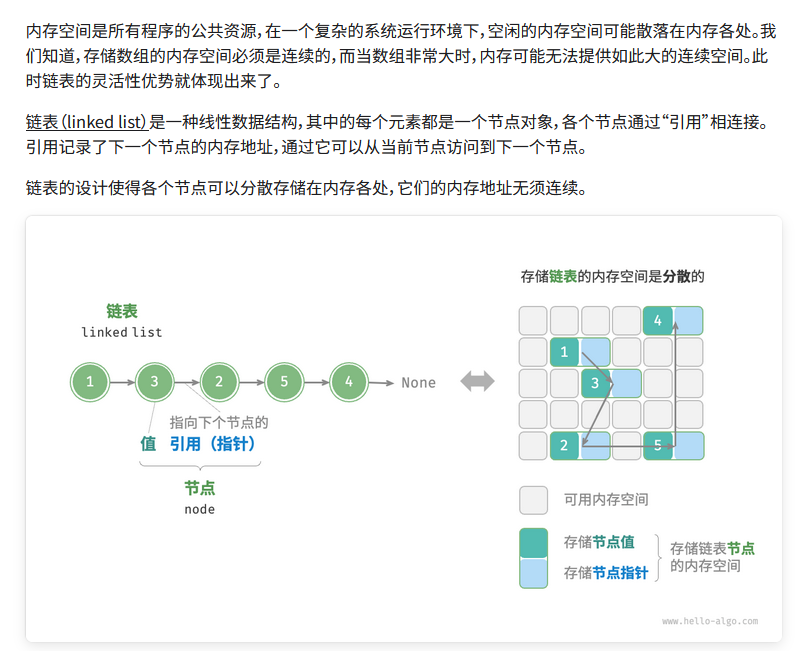 内存空间是所有程序的公共资源，在一个复杂的系统运行环境下，空闲的内存空间可能散落在内存各处。我
们知道，存储数组的内存空间必须是连续的，而当数组非常大时，内存可能无法提供如此大的连续空间。此
时链表的灵活性优势就体现出来了。
链表（linked list）是一种线性数据结构，其中的每个元素都是一个节点对象，各个节点通过“引用”相连接。
引用记录了下一个节点的内存地址，通过它可以从当前节点访问到下一个节点。
链表的设计使得各个节点可以分散存储在内存各处，它们的内存地址无须连续。
链表
linked list
1 3 2 5 4 None
指向下个节点的
值 引用（指针）
节点
node
存储链表的内存空间是分散的
4
1
3
2 5
可用内存空间
存储节点值
存储节点指针
存储链表节点
的内存空间
www.hello-algo.com